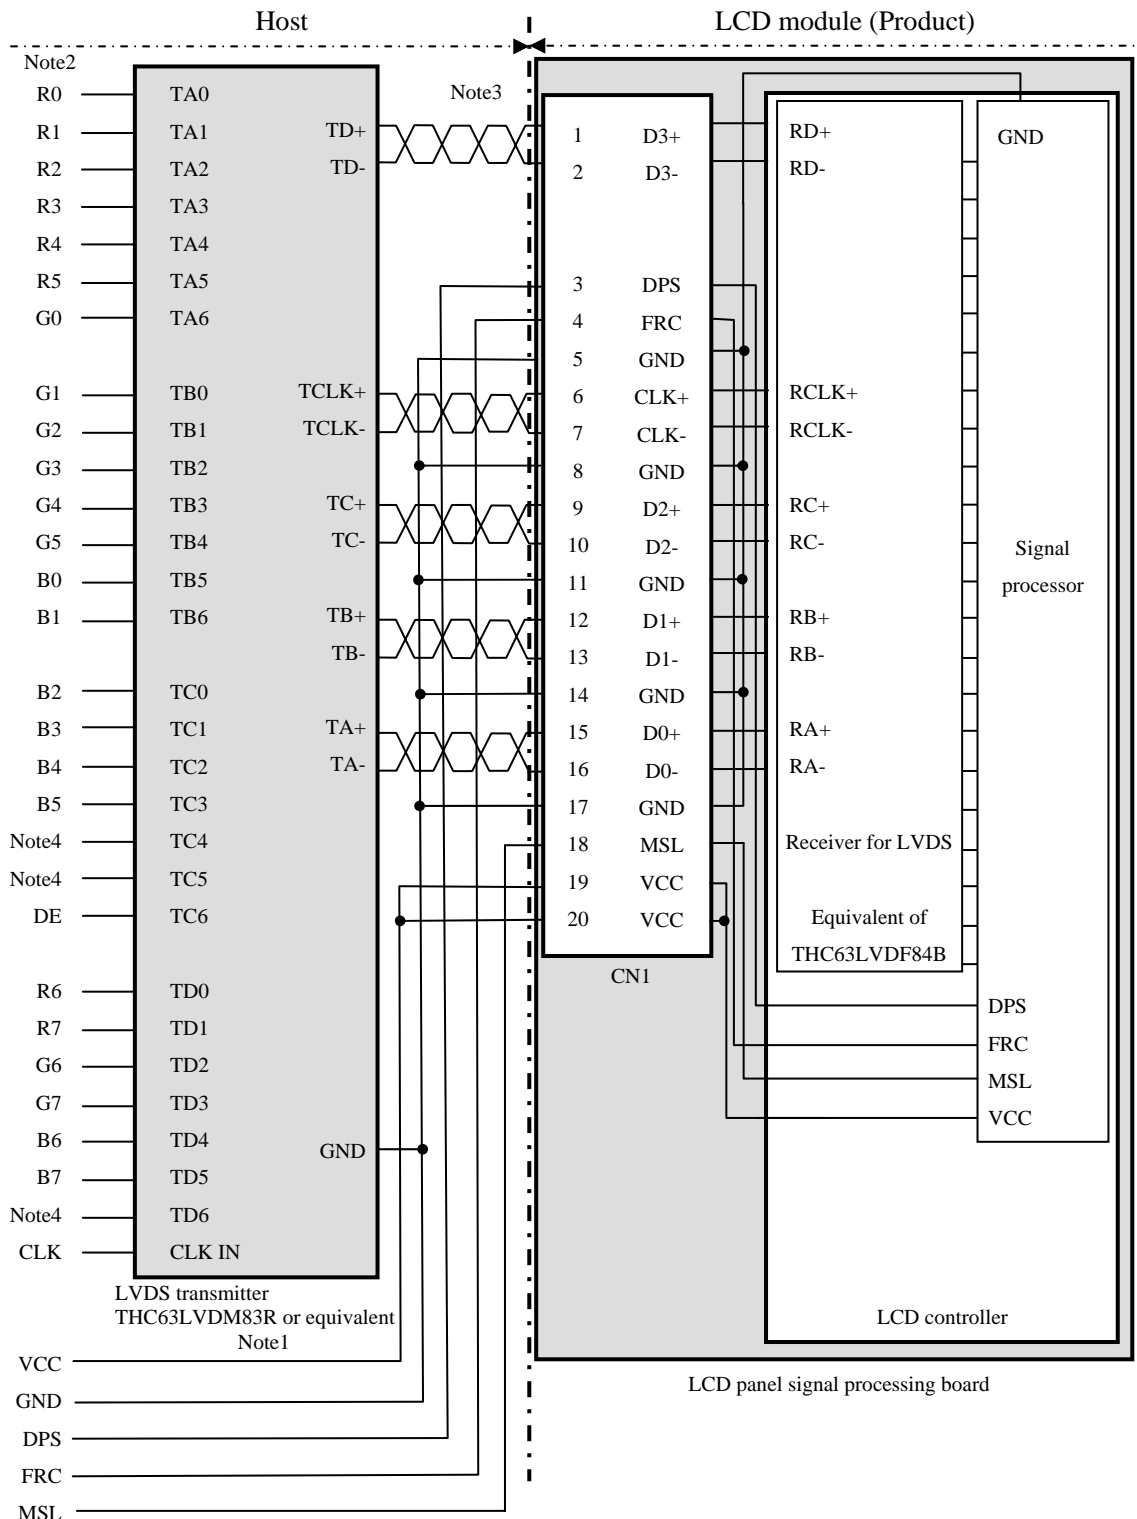 Host LCD module (Product)
Note2
R0 TA0 Note3
R1 TA1 TD+ 1 D3+ RD+ GND
R2 TA2 TD- 2 D3- RD-
R3 TA3
R4 TA4
R5 TA5 3 DPS
G0 TA6 4 FRC
5 GND
G1 TB0 TCLK+ 6 CLK+ RCLK+
G2 TB1 TCLK- 7 CLK- RCLK-
G3 TB2 8 GND
G4 TB3 TC+ 9 D2+ RC+
G5 TB4 TC- 10 D2- RC- Signal
B0 TB5 11 GND processor
B1 TB6 TB+ 12 D1+ RB+
TB- 13 D1- RB-
B2 TC0 14 GND
B3 TC1 TA+ 15 D0+ RA+
B4 TC2 TA- 16 D0- RA-
B5 TC3 17 GND
Note4 TC4 18 MSL Receiver for LVDS
Note4 TC5 19 VCC
DE TC6 20 VCC Equivalent of
THC63LVDF84B
CN1
R6 TD0 DPS
R7 TD1 FRC
G6 TD2 MSL
G7 TD3 VCC
B6 TD4 GND
B7 TD5
Note4 TD6
CLK CLK IN
LVDS transmitter
THC63LVDM83R or equivalent LCD controller
Note1
VCC
LCD panel signal processing board
GND
DPS
FRC
MSL